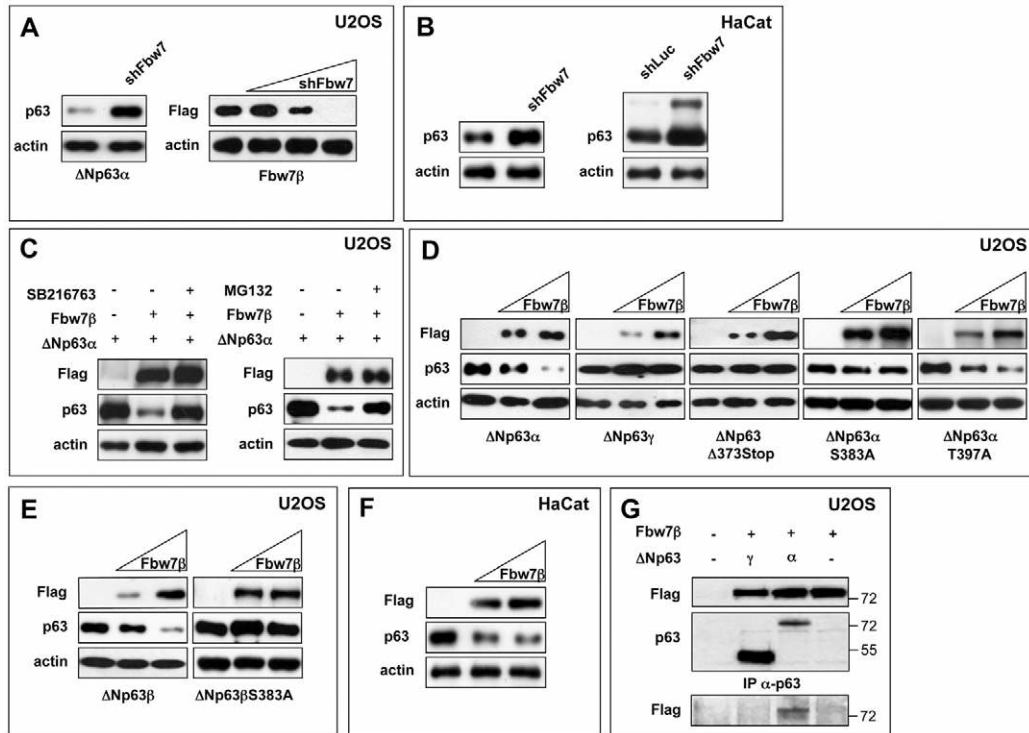 A U2OS
shFbw7
p63
actin
ΔNp63α
shFbw7
Flag
actin
Fbw7β
B HaCat
shFbw7
p63
actin
shLuc
shFbw7
p63
actin
C U2OS
SB216763 - - +
Fbw7β - + +
ΔNp63α + + +
Flag
p63
actin
MG132 - - +
Fbw7β - + +
ΔNp63α + + +
Flag
p63
actin
D U2OS
Fbw7β Fbw7β Fbw7β Fbw7β Fbw7β
Flag
p63
actin
ΔNp63α ΔNp63γ ΔNp63 ΔNp63α ΔNp63α
Δ373Stop S383A T397A
E U2OS
Fbw7β Fbw7β
Flag
p63
actin
ΔNp63β ΔNp63βS383A
F HaCat
Fbw7β
Flag
p63
actin
G U2OS
Fbw7β - + + +
ΔNp63 - γ α -
Flag 72
p63 72
55
IP α-p63
Flag 72